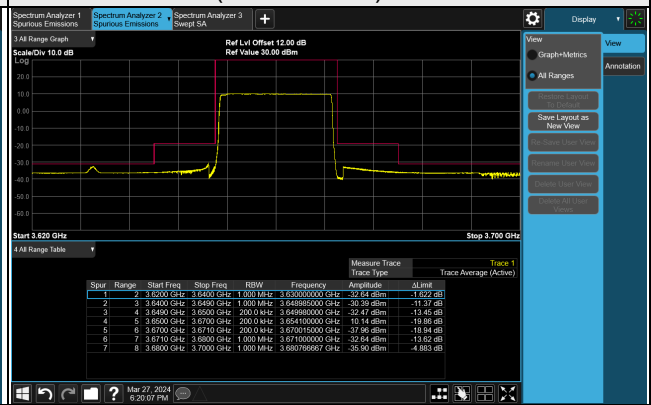 Spectrum Analyzer 1
Spurious Emissions
Spectrum Analyzer 2
Spurious Emissions
Spectrum Analyzer 3
Swept SA
Display
3 All Range Graph
Scale/Div 10.0 dB
Ref Lvl Offset 12.00 dB
Ref Value 30.00 dBm
Log
20.0
10.0
0.00
-10.0
-20.0
-30.0
-40.0
-50.0
-60.0
Start 3.620 GHz
Stop 3.700 GHz
4 All Range Table
Measure Trace Trace 1
Trace Type Trace Average (Active)
Spur Range Start Freq Stop Freq RBW Frequency Amplitude ΔLimit
1 2 3.6200 GHz 3.6400 GHz 1.000 MHz 3.630000000 GHz -32.64 dBm -1.622 dB
2 3 3.6400 GHz 3.6490 GHz 1.000 MHz 3.648985000 GHz -30.39 dBm -11.37 dB
3 4 3.6490 GHz 3.6500 GHz 200.0 kHz 3.649980000 GHz -32.47 dBm -13.45 dB
4 5 3.6500 GHz 3.6700 GHz 200.0 kHz 3.654100000 GHz 10.14 dBm -19.86 dB
5 6 3.6700 GHz 3.6710 GHz 200.0 kHz 3.670015000 GHz -37.96 dBm -18.94 dB
6 7 3.6710 GHz 3.6800 GHz 1.000 MHz 3.671000000 GHz -32.64 dBm -13.62 dB
7 8 3.6800 GHz 3.7000 GHz 1.000 MHz 3.680766667 GHz -35.90 dBm -4.883 dB
View
Graph+Metrics
All Ranges
Restore Layout
To Default
Save Layout as
New View
Re-Save User View
Rename User View
Delete User View
Delete All User
Views
View
Annotation
Mar 27, 2024
6:20:07 PM